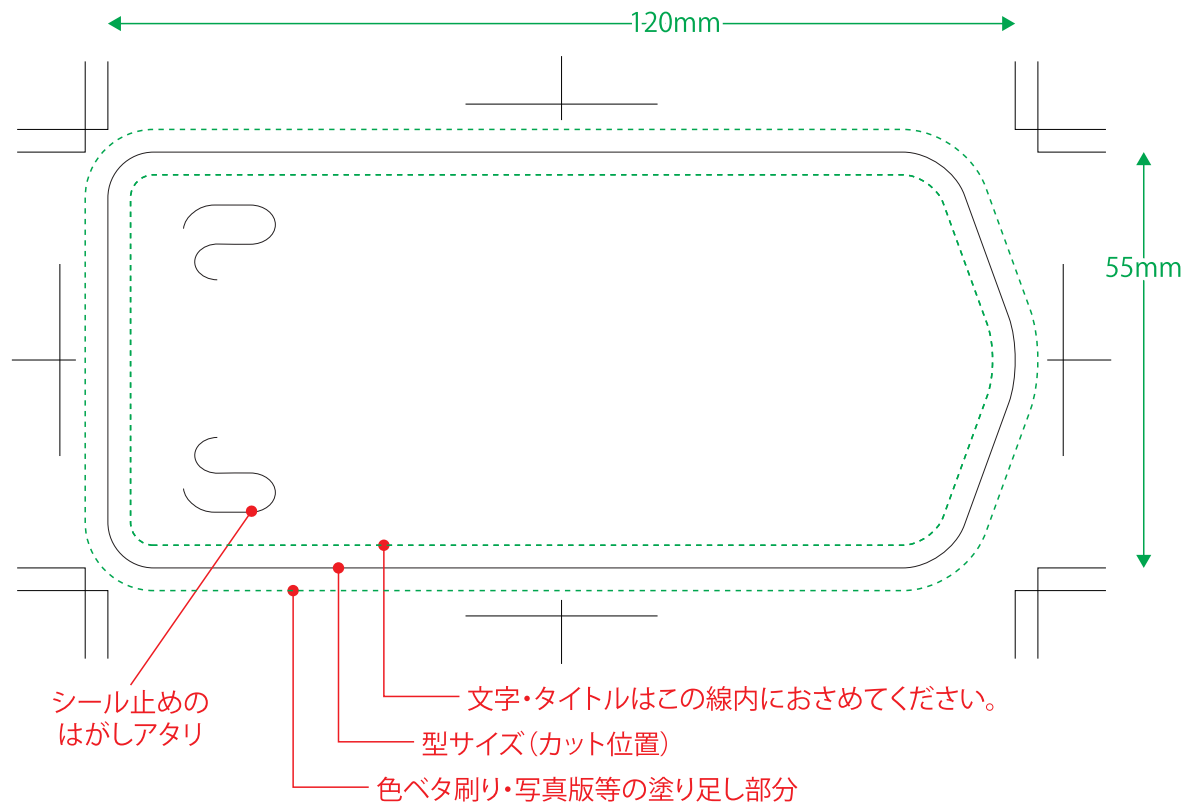 120mm
55mm
シール止めの
はがしアタリ
文字・タイトルはこの線内におさめてください。
型サイズ（カット位置）
色ベタ刷り・写真版等の塗り足し部分